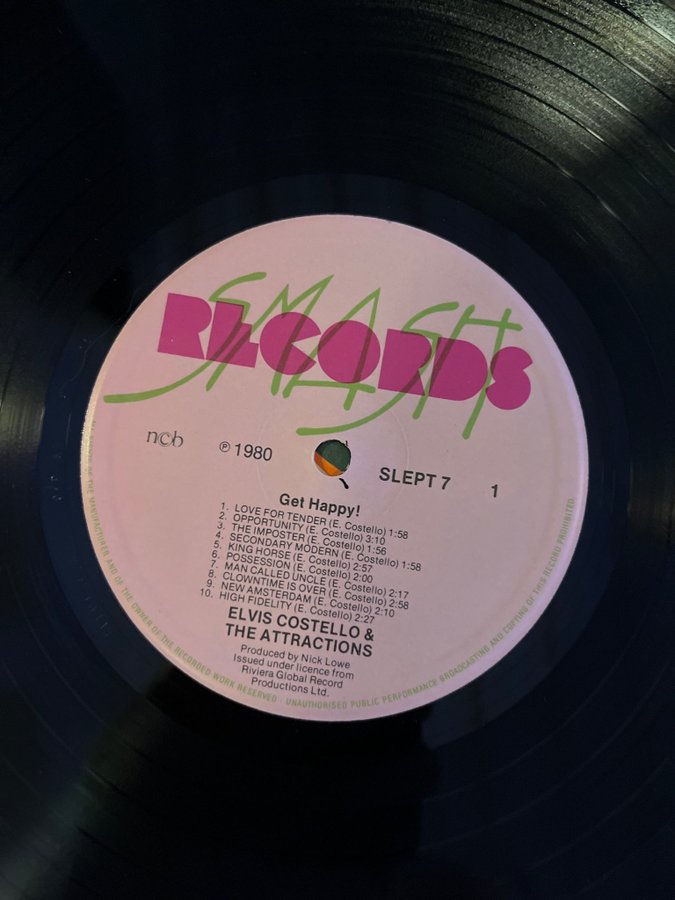 SMASH
RECORDS
n©b
℗ 1980
SLEPT 7
1
Get Happy!
1. LOVE FOR TENDER (E. Costello) 1:58
2. OPPORTUNITY (E. Costello) 3:10
3. THE IMPOSTER (E. Costello) 1:56
4. SECONDARY MODERN (E. Costello) 1:58
5. KING HORSE (E. Costello) 2:57
6. POSSESSION (E. Costello) 2:00
7. MAN CALLED UNCLE (E. Costello) 2:17
8. CLOWNTIME IS OVER (E. Costello) 2:58
9. NEW AMSTERDAM (E. Costello) 2:10
10. HIGH FIDELITY (E. Costello) 2:27
ELVIS COSTELLO &
THE ATTRACTIONS
Produced by Nick Lowe
Issued under licence from
Riviera Global Record
Productions Ltd.
OF THE MANUFACTURER AND OF THE OWNER OF THE RECORDED WORK RESERVED · UNAUTHORISED PUBLIC PERFORMANCE BROADCASTING AND COPYING OF THIS RECORD PROHIBITED